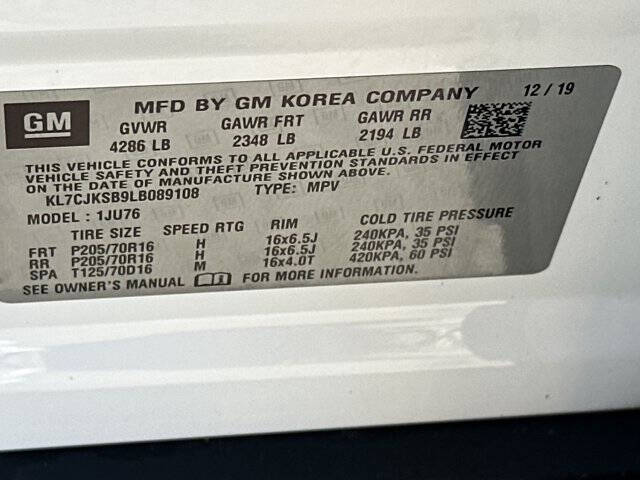 GM
MFD BY GM KOREA COMPANY 12/19
GVWR GAWR FRT GAWR RR
4286 LB 2348 LB 2194 LB
THIS VEHICLE CONFORMS TO ALL APPLICABLE U.S. FEDERAL MOTOR
VEHICLE SAFETY AND THEFT PREVENTION STANDARDS IN EFFECT
ON THE DATE OF MANUFACTURE SHOWN ABOVE.
KL7CJKSB9LB089108 TYPE: MPV
MODEL : 1JU76
TIRE SIZE SPEED RTG RIM COLD TIRE PRESSURE
FRT P205/70R16 H 16x6.5J 240KPA, 35 PSI
RR P205/70R16 H 16x6.5J 240KPA, 35 PSI
SPA T125/70D16 M 16x4.0T 420KPA, 60 PSI
SEE OWNER'S MANUAL FOR MORE INFORMATION.